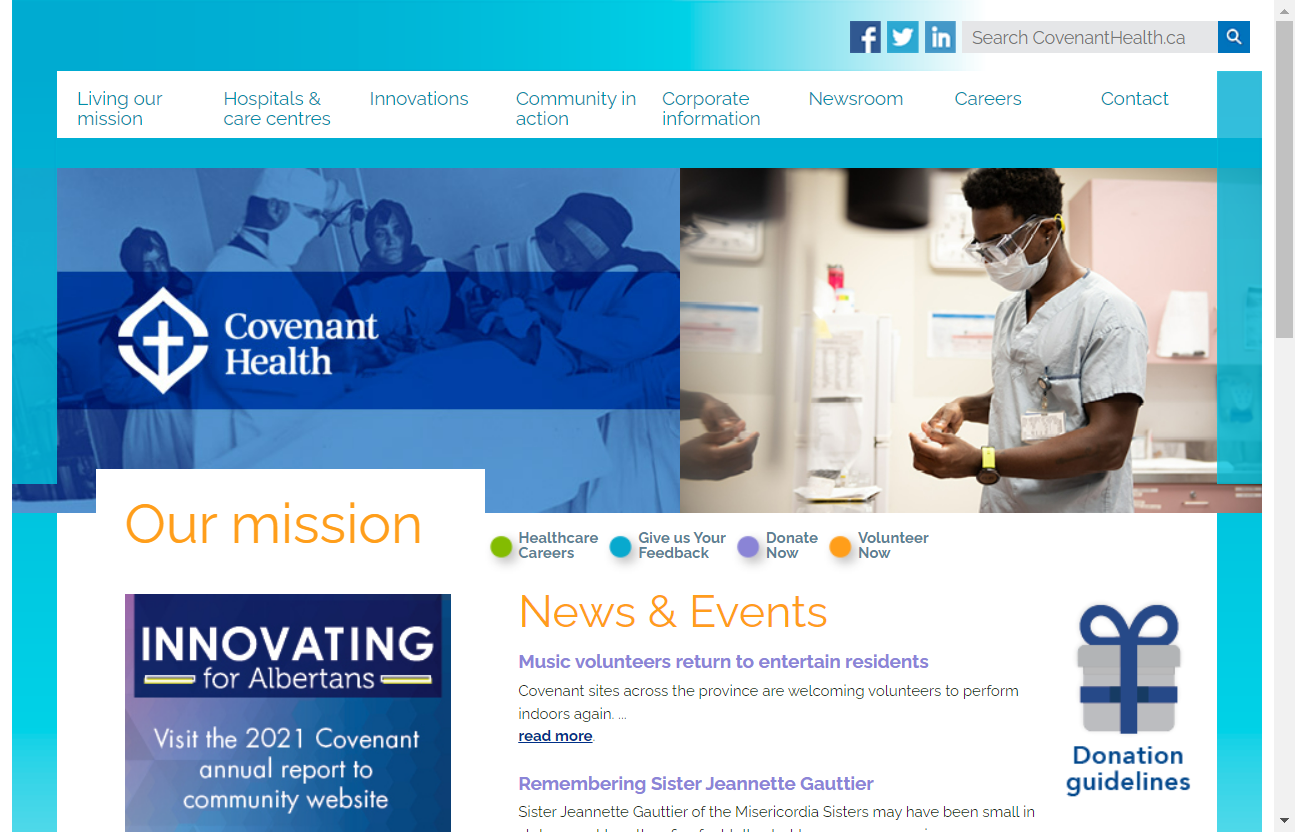 Search CovenantHealth.ca
Living our
mission
Hospitals &
care centres
Innovations
Community in
action
Corporate
information
Newsroom
Careers
Contact
Covenant
Health
Our mission
Healthcare
Careers
Give us Your
Feedback
Donate
Now
Volunteer
Now
INNOVATING
for Albertans
Visit the 2021 Covenant
annual report to
community website
News & Events
Music volunteers return to entertain residents
Covenant sites across the province are welcoming volunteers to perform
indoors again. ...
read more
Remembering Sister Jeannette Gauttier
Sister Jeannette Gauttier of the Misericordia Sisters may have been small in
Donation
guidelines